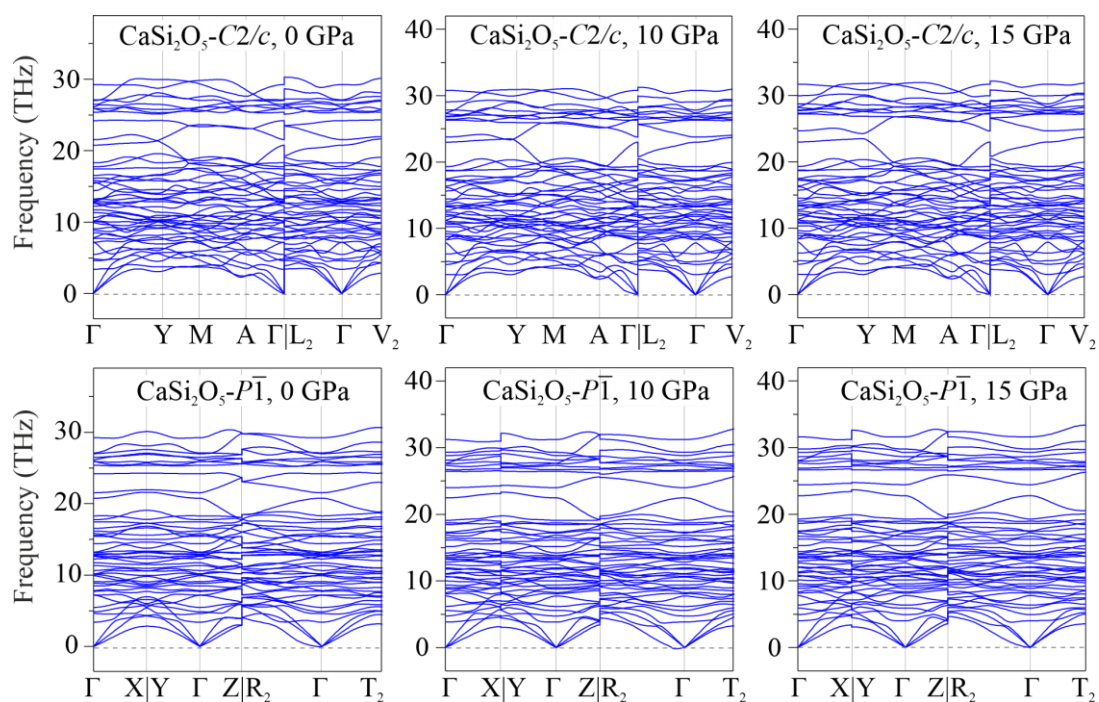 CaSi₂O₅-C2/c, 0 GPa
CaSi₂O₅-C2/c, 10 GPa
CaSi₂O₅-C2/c, 15 GPa
Frequency (THz)
30
20
10
0
40
30
20
10
0
40
30
20
10
0
Γ Y M A Γ|L₂ Γ V₂
Γ Y M A Γ|L₂ Γ V₂
Γ Y M A Γ|L₂ Γ V₂
CaSi₂O₅-P1̅, 0 GPa
CaSi₂O₅-P1̅, 10 GPa
CaSi₂O₅-P1̅, 15 GPa
Frequency (THz)
30
20
10
0
40
30
20
10
0
40
30
20
10
0
Γ X|Y Γ Z|R₂ Γ T₂
Γ X|Y Γ Z|R₂ Γ T₂
Γ X|Y Γ Z|R₂ Γ T₂